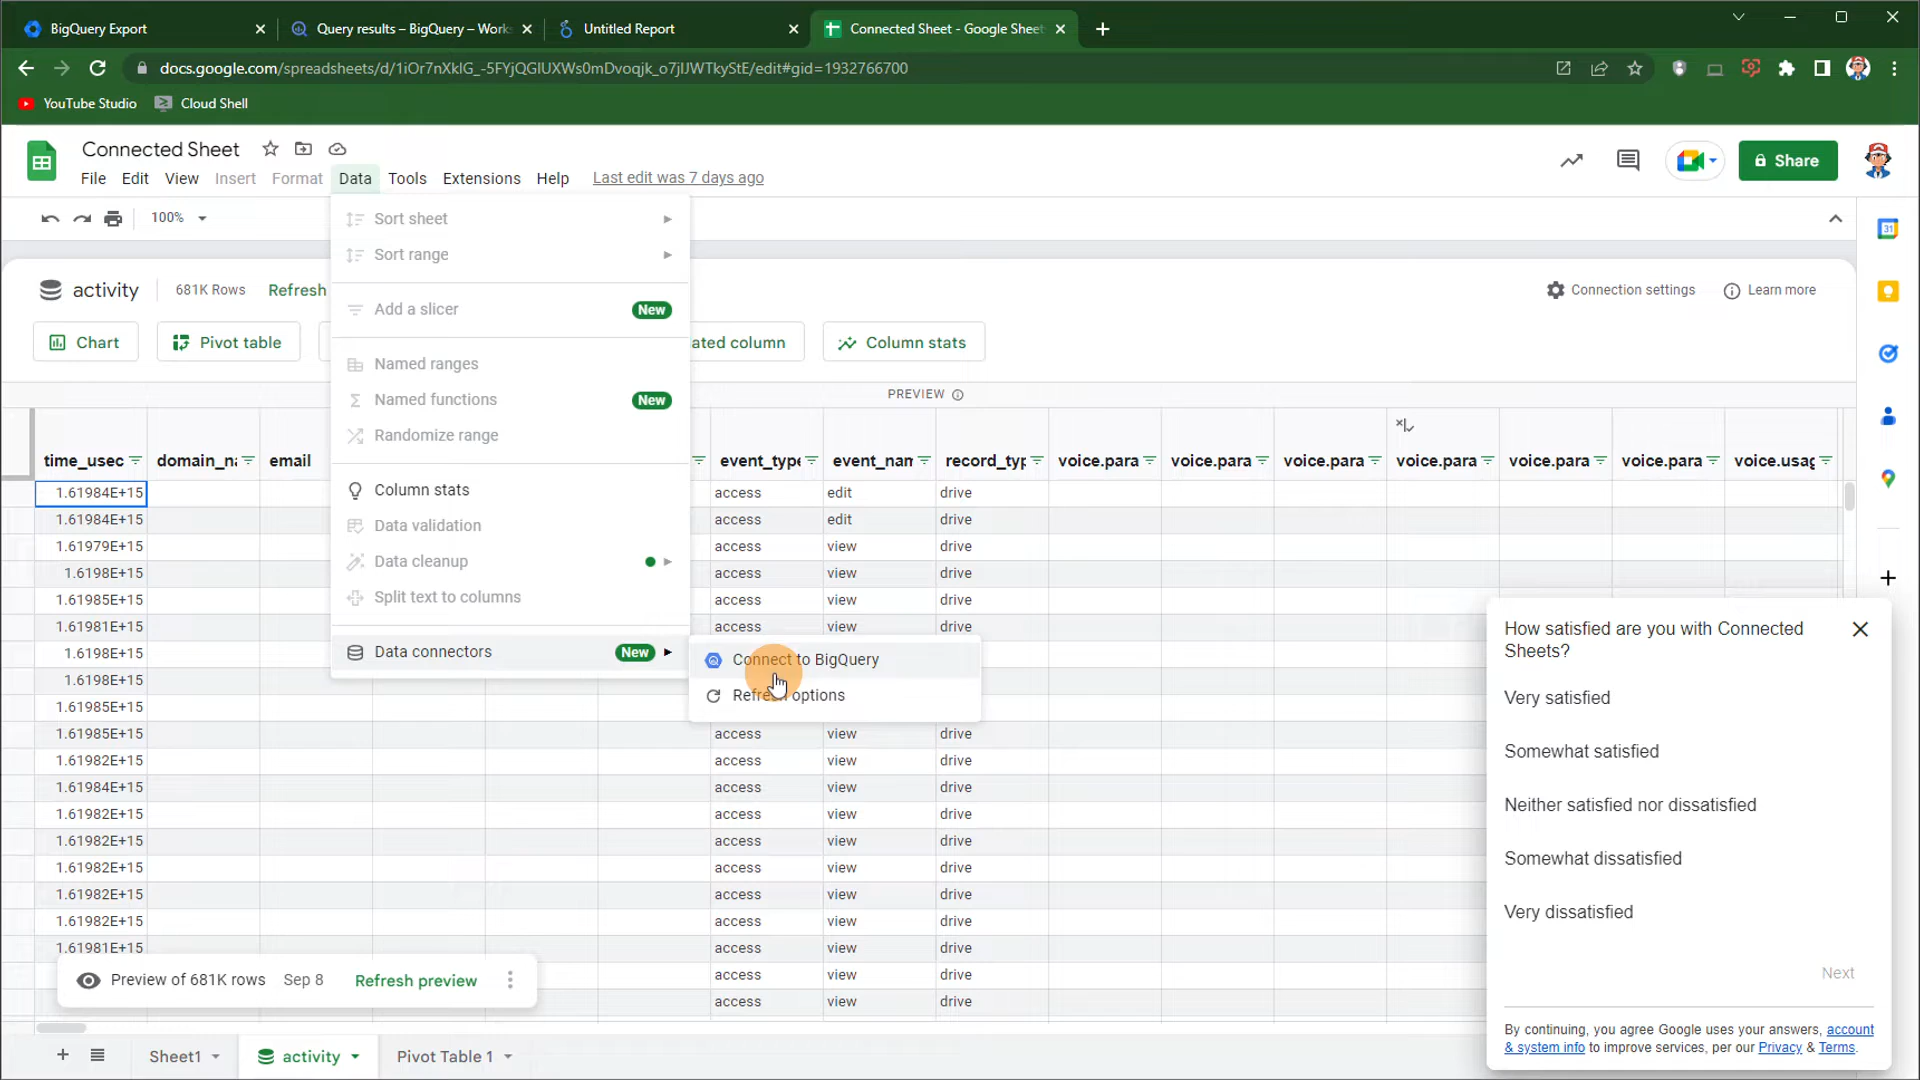 BigQuery Export
Query results – BigQuery – Work
Untitled Report
Connected Sheet - Google Sheet
docs.google.com/spreadsheets/d/1iOr7nXklG_-5FYjQGIUXWs0mDvoqjk_o7jIJWTkyStE/edit#gid=1932766700
YouTube Studio Cloud Shell
Connected Sheet
File Edit View Insert Format Data Tools Extensions Help Last edit was 7 days ago
Share
100%
Sort sheet
Sort range
Add a slicer New
Named ranges
Named functions New
Randomize range
Column stats
Data validation
Data cleanup
Split text to columns
Data connectors New
Connect to BigQuery
Refresh options
activity 681K Rows Refresh
Connection settings Learn more
Chart Pivot table ated column Column stats
PREVIEW
time_usec domain_na email event_type event_nam record_typ voice.para voice.para voice.para voice.para voice.para voice.para voice.usag
1.61984E+15 access edit drive
1.61984E+15 access edit drive
1.61979E+15 access view drive
1.6198E+15 access view drive
1.61985E+15 access view drive
1.61981E+15 access view drive
1.6198E+15
1.6198E+15
1.61985E+15
1.61985E+15 access view drive
1.61982E+15 access view drive
1.61984E+15 access view drive
1.61982E+15 access view drive
1.61982E+15 access view drive
1.61982E+15 access view drive
1.61982E+15 access view drive
1.61982E+15 access view drive
1.61981E+15 access view drive
access view drive
access view drive
Preview of 681K rows Sep 8 Refresh preview
How satisfied are you with Connected
Sheets?
Very satisfied
Somewhat satisfied
Neither satisfied nor dissatisfied
Somewhat dissatisfied
Very dissatisfied
Next
By continuing, you agree Google uses your answers, account
& system info to improve services, per our Privacy & Terms.
Sheet1 activity Pivot Table 1
31